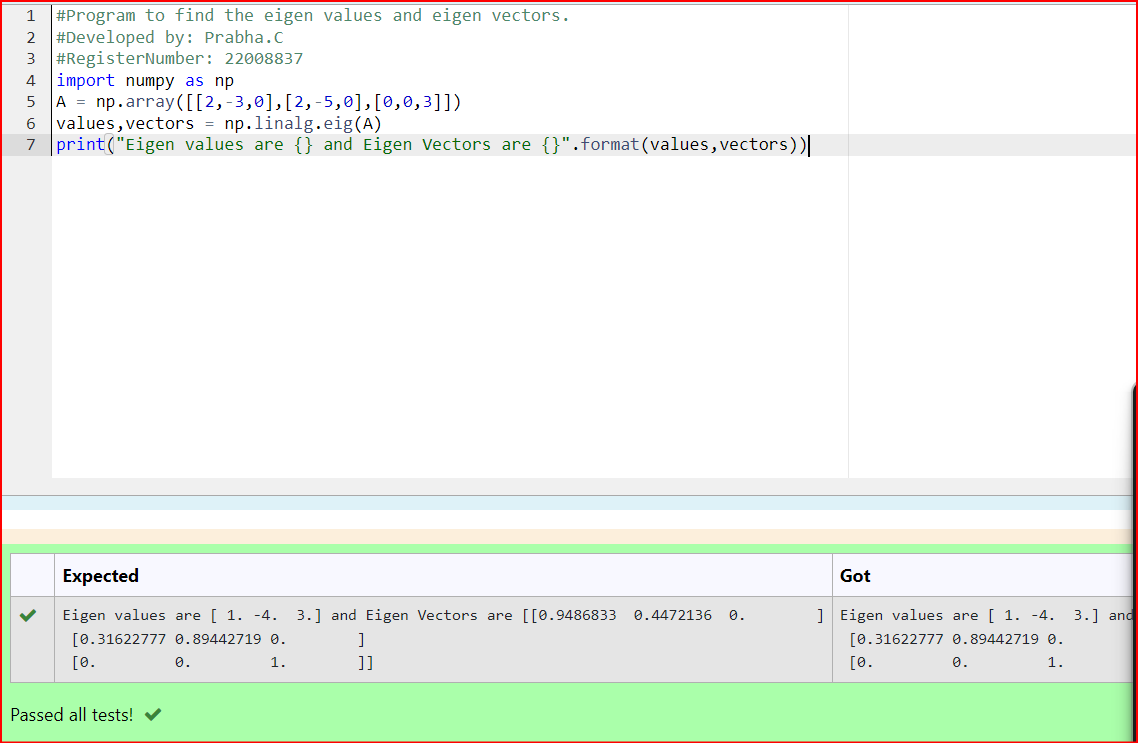 1 #Program to find the eigen values and eigen vectors.
2 #Developed by: Prabha.C
3 #RegisterNumber: 22008837
4 import numpy as np
5 A = np.array([[2,-3,0],[2,-5,0],[0,0,3]])
6 values,vectors = np.linalg.eig(A)
7 print("Eigen values are {} and Eigen Vectors are {}".format(values,vectors))
Expected Got
Eigen values are [ 1. -4.  3.] and Eigen Vectors are [[0.9486833  0.4472136  0.        ] Eigen values are [ 1. -4.  3.] and
[0.31622777 0.89442719 0.        ] [0.31622777 0.89442719 0.
[0.         0.         1.        ]] [0.         0.         1.
Passed all tests!